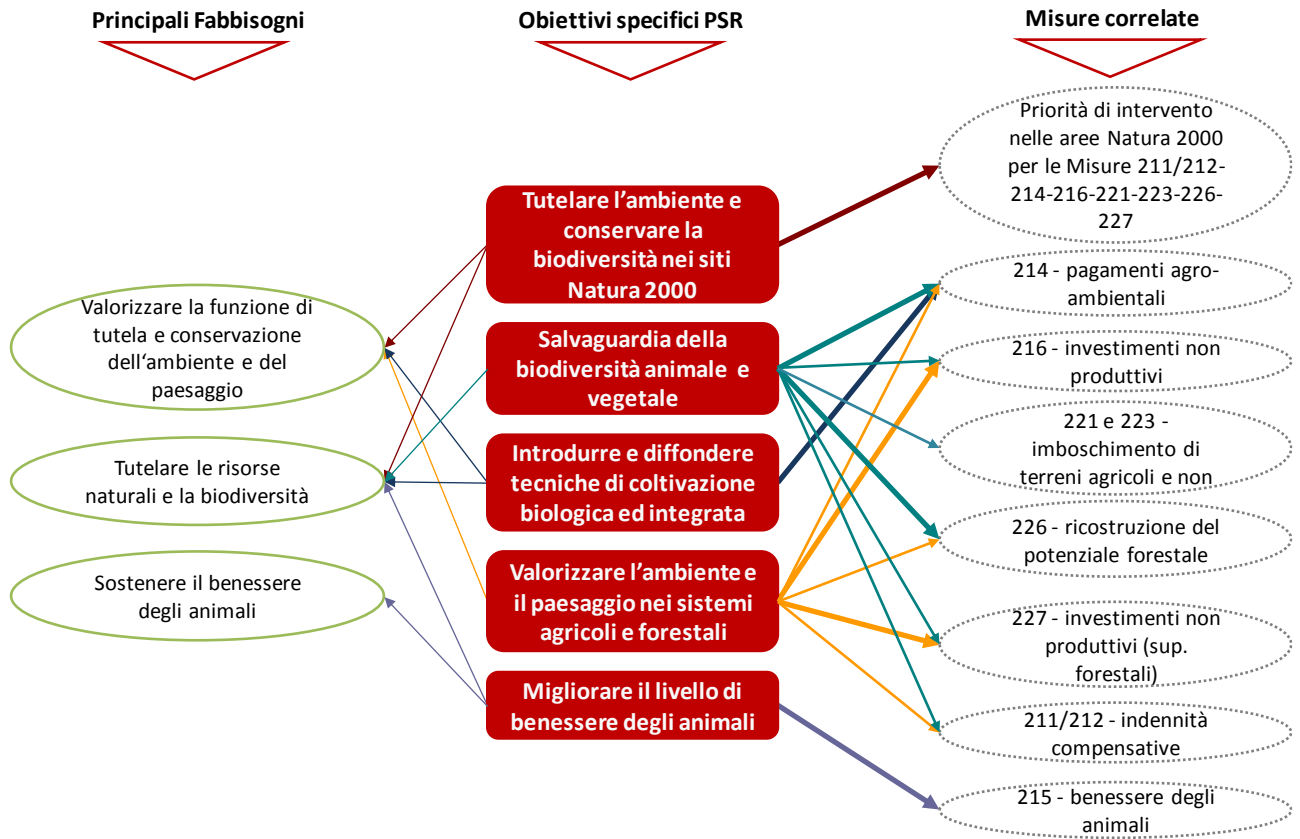 Principali Fabbisogni
Obiettivi specifici PSR
Misure correlate
Valorizzare la funzione di
tutela e conservazione
dell'ambiente e del
paesaggio
Tutelare le risorse
naturali e la biodiversità
Sostenere il benessere
degli animali
Tutelare l'ambiente e
conservare la
biodiversità nei siti
Natura 2000
Salvaguardia della
biodiversità animale e
vegetale
Introdurre e diffondere
tecniche di coltivazione
biologica ed integrata
Valorizzare l'ambiente e
il paesaggio nei sistemi
agricoli e forestali
Migliorare il livello di
benessere degli animali
Priorità di intervento
nelle aree Natura 2000
per le Misure 211/212-
214-216-221-223-226-
227
214 - pagamenti agro-
ambientali
216 - investimenti non
produttivi
221 e 223 -
imboschimento di
terreni agricoli e non
226 - ricostruzione del
potenziale forestale
227 - investimenti non
produttivi (sup.
forestali)
211/212 - indennità
compensative
215 - benessere degli
animali